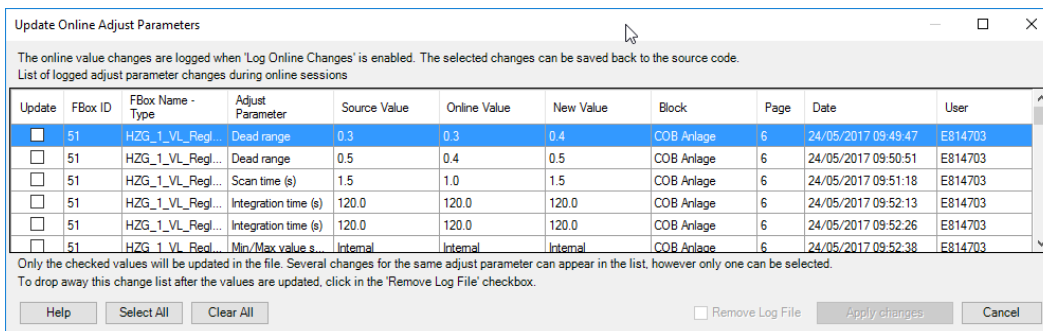 Update Online Adjust Parameters
The online value changes are logged when 'Log Online Changes' is enabled. The selected changes can be saved back to the source code.
List of logged adjust parameter changes during online sessions
Update FBox ID FBox Name - Type Adjust Parameter Source Value Online Value New Value Block Page Date User
51 HZG_1_VL_Regl... Dead range 0.3 0.3 0.4 COB Anlage 6 24/05/2017 09:49:47 E814703
51 HZG_1_VL_Regl... Dead range 0.5 0.4 0.5 COB Anlage 6 24/05/2017 09:50:51 E814703
51 HZG_1_VL_Regl... Scan time (s) 1.5 1.0 1.5 COB Anlage 6 24/05/2017 09:51:18 E814703
51 HZG_1_VL_Regl... Integration time (s) 120.0 120.0 120.0 COB Anlage 6 24/05/2017 09:52:13 E814703
51 HZG_1_VL_Regl... Integration time (s) 120.0 120.0 120.0 COB Anlage 6 24/05/2017 09:52:26 E814703
51 HZG_1_VL_Regl... Min/Max value s... Internal Internal Internal COB Anlage 6 24/05/2017 09:52:38 E814703
Only the checked values will be updated in the file. Several changes for the same adjust parameter can appear in the list, however only one can be selected.
To drop away this change list after the values are updated, click in the 'Remove Log File' checkbox.
Help Select All Clear All Remove Log File Apply changes Cancel